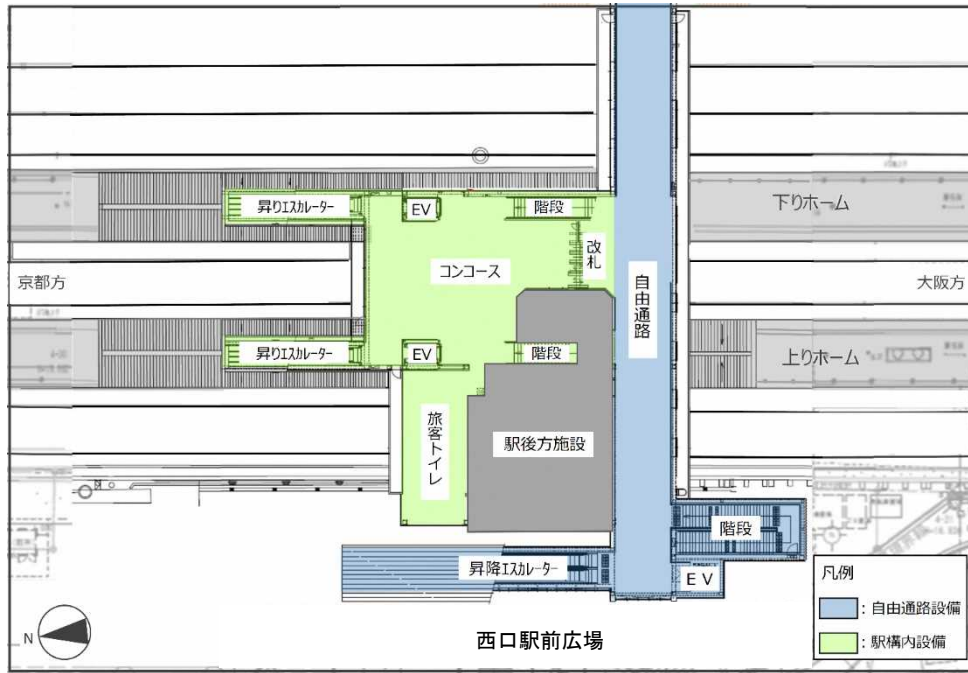 昇りエスカレーター
EV
階段
下りホーム
改札
コンコース
京都方
大阪方
自由通路
昇りエスカレーター
EV
階段
上りホーム
旅客トイレ
駅後方施設
階段
昇降エスカレーター
EV
凡例
：自由通路設備
：駅構内設備
N
西口駅前広場